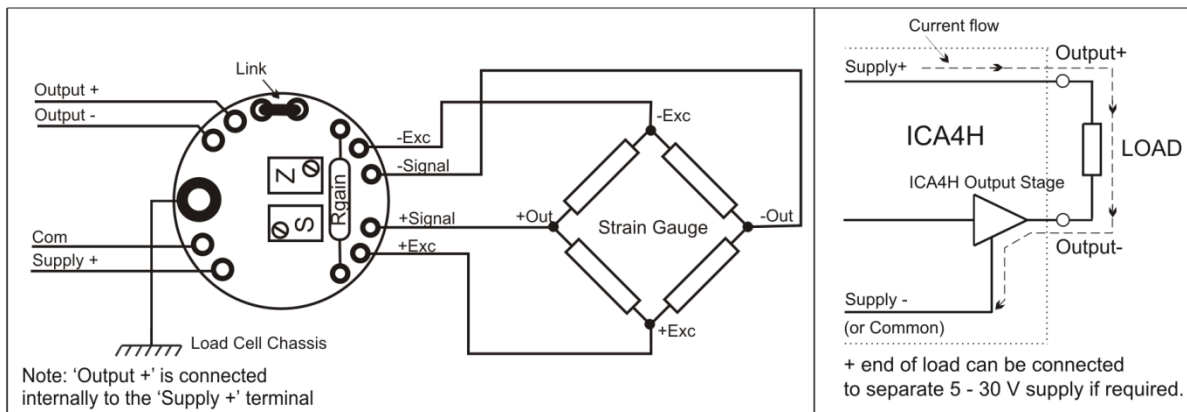 Link
Output +
Output -
-Exc
-Signal
Z
S
Rgain
+Signal
+Exc
Com
Supply +
Load Cell Chassis
Note: 'Output +' is connected
internally to the 'Supply +' terminal
-Exc
+Out
Strain Gauge
-Out
+Exc
Current flow
Output+
Supply+
ICA4H
LOAD
ICA4H Output Stage
Output-
Supply -
(or Common)
+ end of load can be connected
to separate 5 - 30 V supply if required.